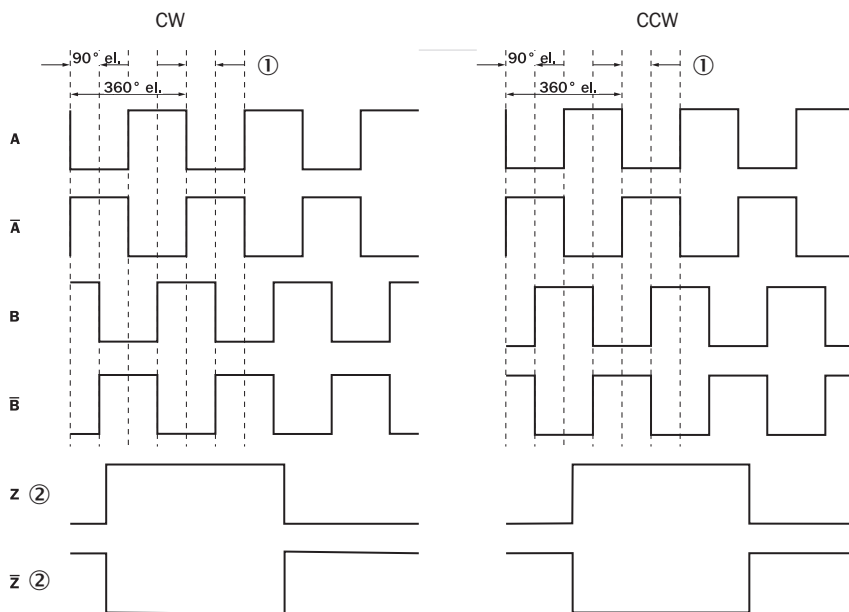 CW CCW
90° el. ① 90° el. ①
360° el. 360° el.
A
A̅
B
B̅
Z ②
Z̅ ②